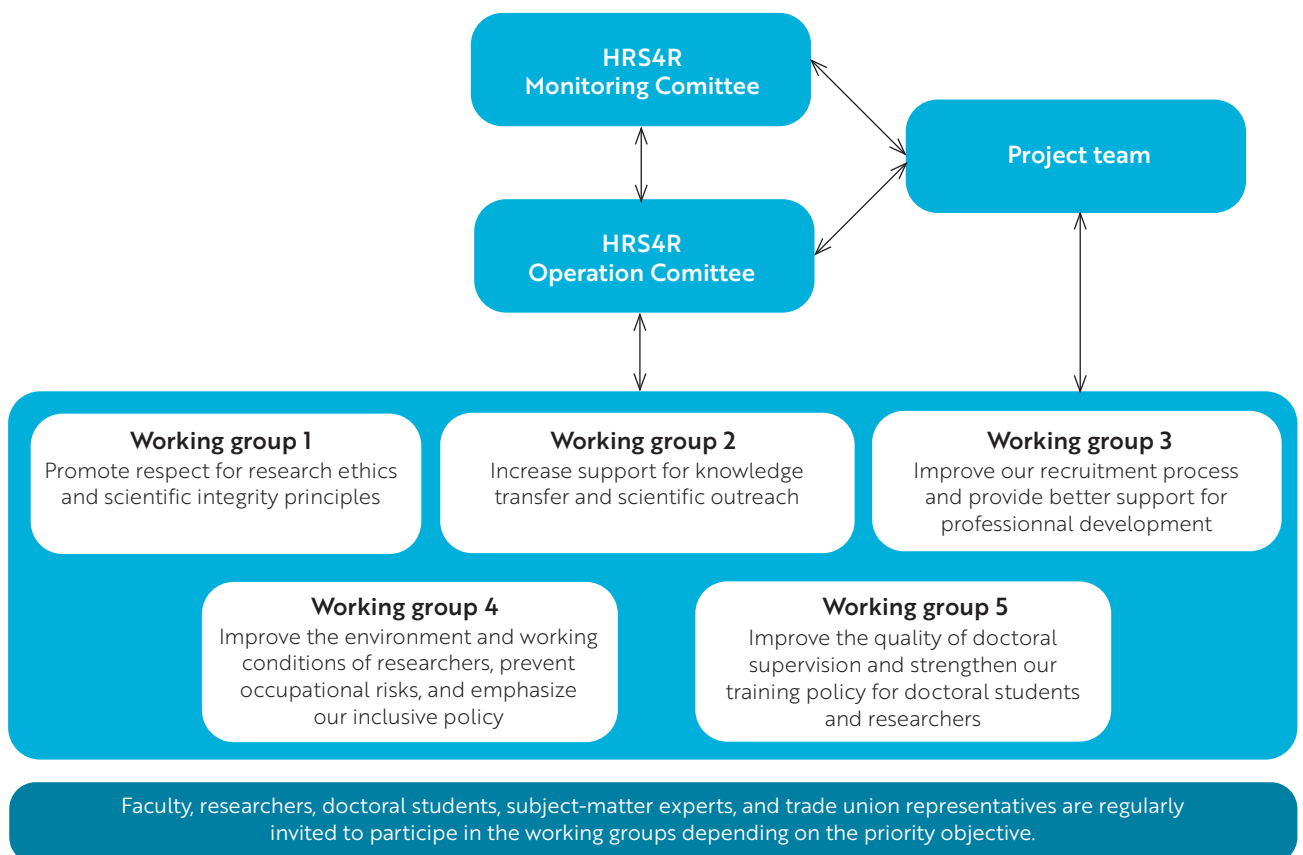 HRS4R
Monitoring Comittee
Project team
HRS4R
Operation Comittee
Working group 1
Promote respect for research ethics
and scientific integrity principles
Working group 2
Increase support for knowledge
transfer and scientific outreach
Working group 3
Improve our recruitment process
and provide better support for
professionnal development
Working group 4
Improve the environment and working
conditions of researchers, prevent
occupational risks, and emphasize
our inclusive policy
Working group 5
Improve the quality of doctoral
supervision and strengthen our
training policy for doctoral students
and researchers
Faculty, researchers, doctoral students, subject-matter experts, and trade union representatives are regularly
invited to participe in the working groups depending on the priority objective.